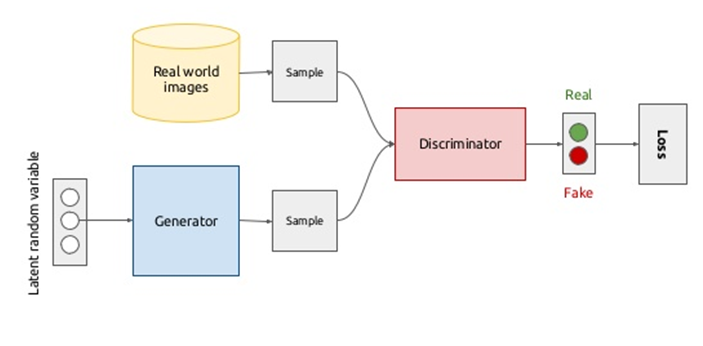 Real world
images
Sample
Real
Discriminator
Loss
Fake
Latent random variable
Generator
Sample